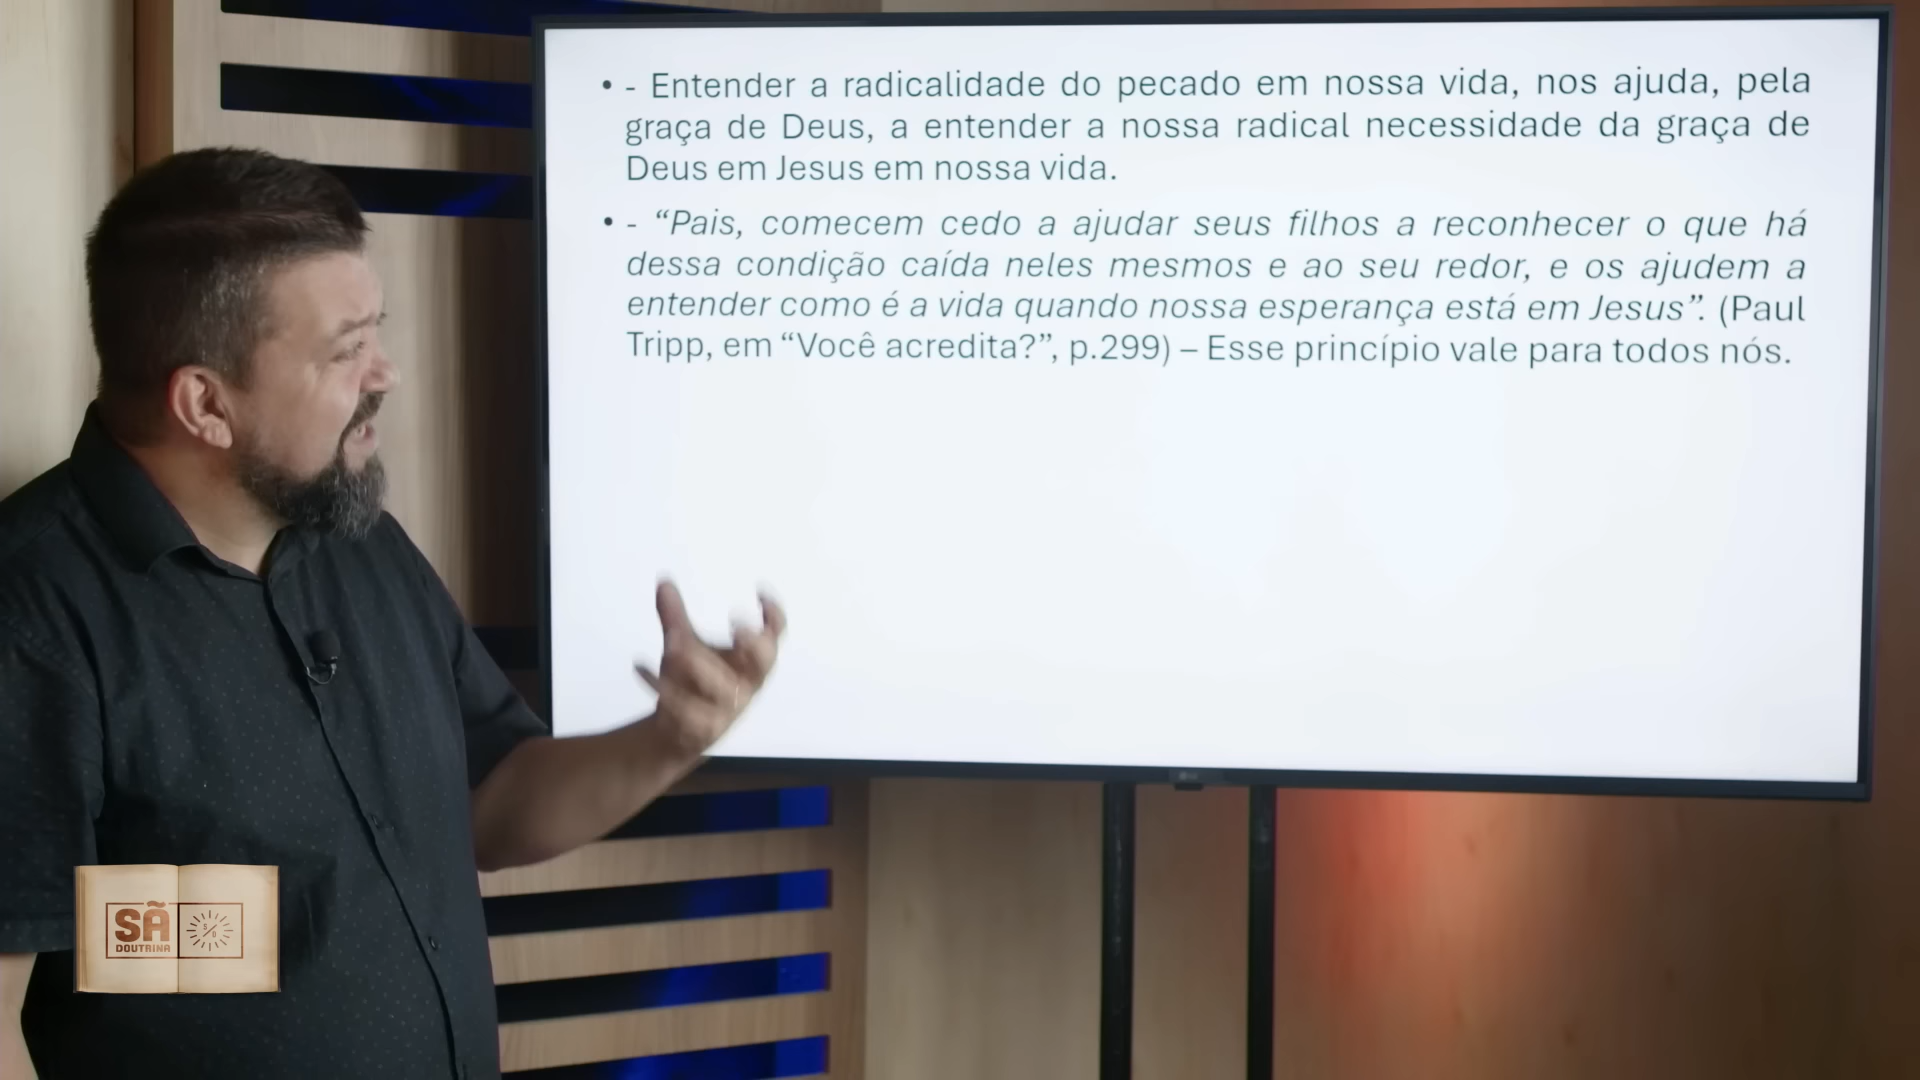 • - Entender a radicalidade do pecado em nossa vida, nos ajuda, pela
graça de Deus, a entender a nossa radical necessidade da graça de
Deus em Jesus em nossa vida.
• - “Pais, comecem cedo a ajudar seus filhos a reconhecer o que há
dessa condição caída neles mesmos e ao seu redor, e os ajudem a
entender como é a vida quando nossa esperança está em Jesus”. (Paul
Tripp, em “Você acredita?”, p.299) – Esse princípio vale para todos nós.
SÃ
DOUTRINA
S/D